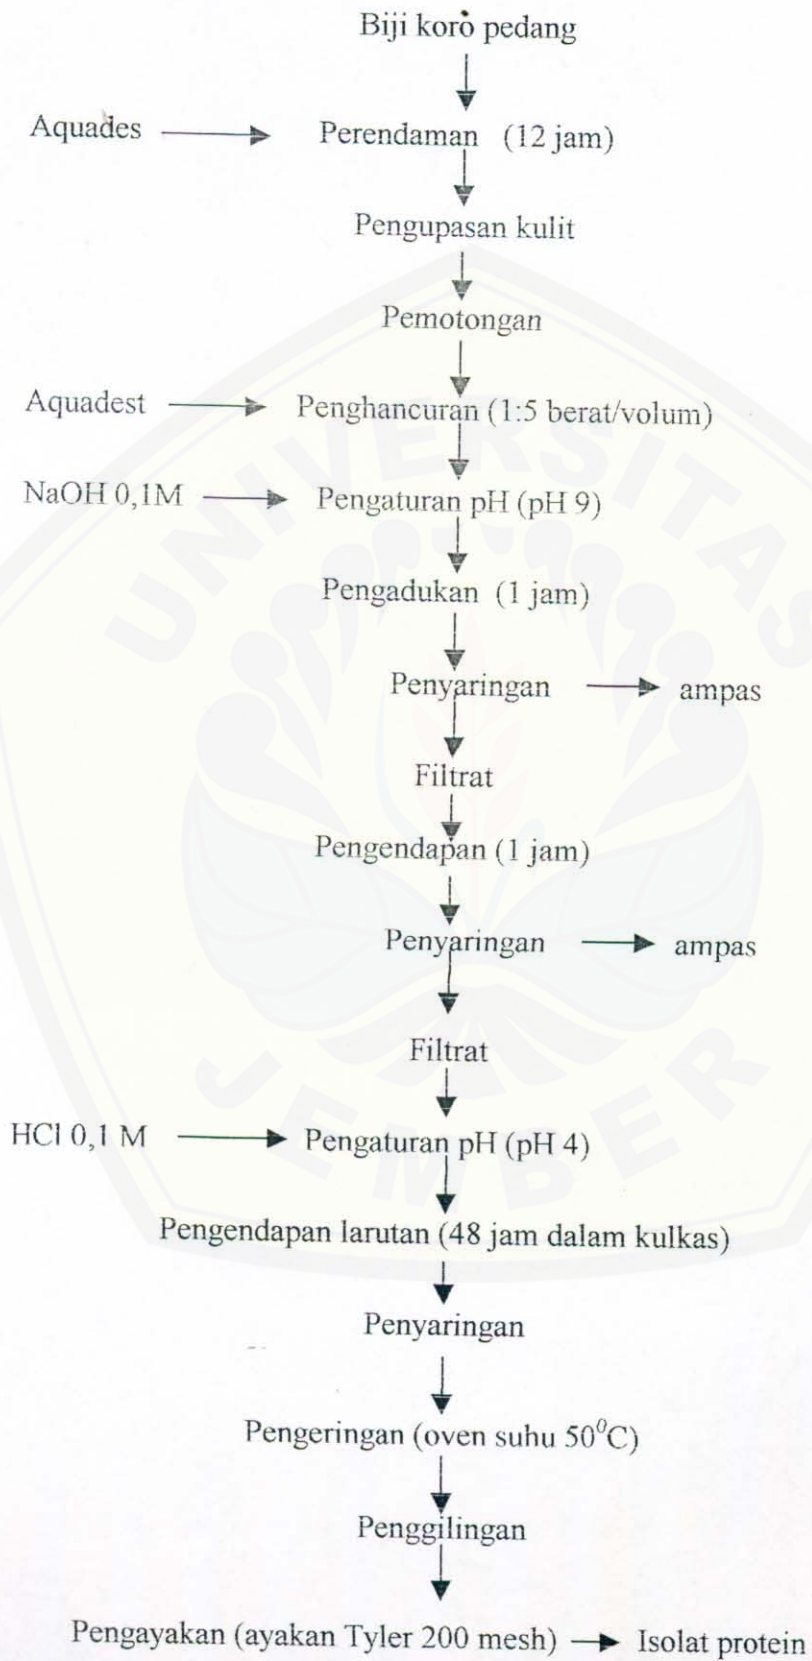 Biji koro pedang
Aquades Perendaman (12 jam)
Pengupasan kulit
Pemotongan
Aquadest Penghancuran (1:5 berat/volum)
NaOH 0,1M Pengaturan pH (pH 9)
Pengadukan (1 jam)
Penyaringan ampas
Filtrat
Pengendapan (1 jam)
Penyaringan ampas
Filtrat
HCl 0,1 M Pengaturan pH (pH 4)
Pengendapan larutan (48 jam dalam kulkas)
Penyaringan
Pengeringan (oven suhu 50⁰C)
Penggilingan
Pengayakan (ayakan Tyler 200 mesh) Isolat protein
UNIVERSITAS
JEMBER